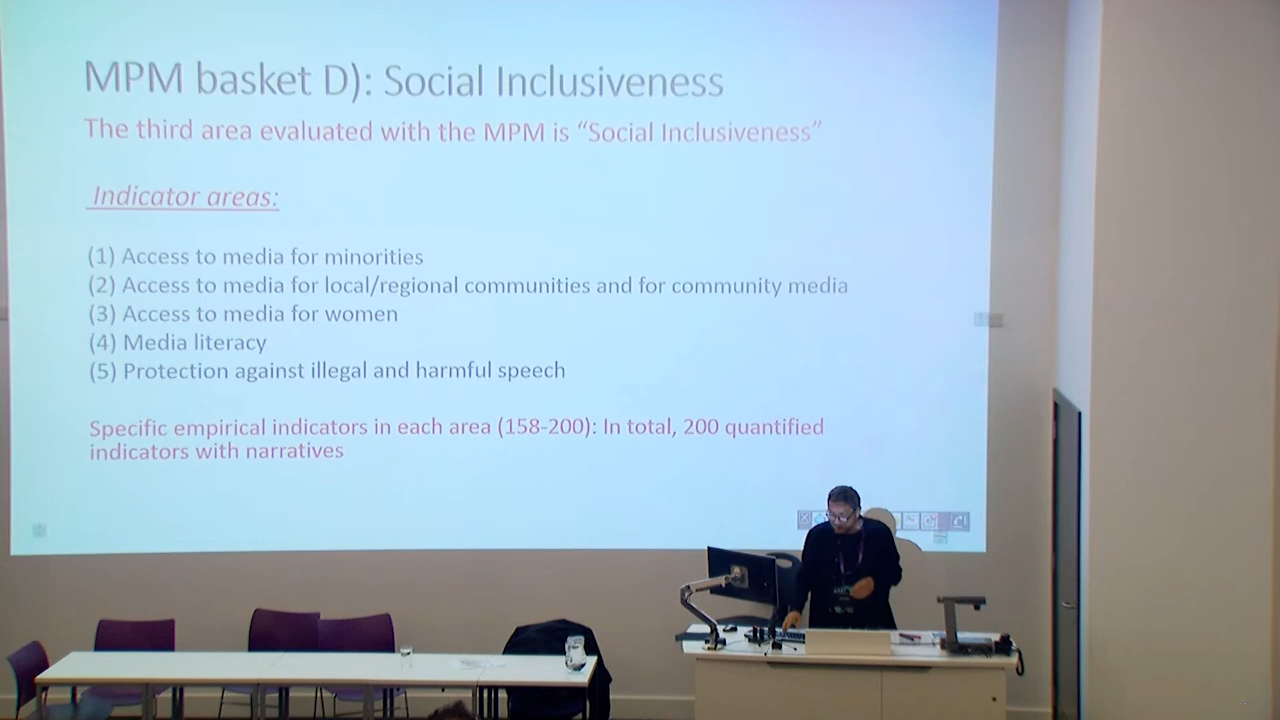 MPM basket D): Social Inclusiveness
The third area evaluated with the MPM is “Social Inclusiveness”
Indicator areas:
(1) Access to media for minorities
(2) Access to media for local/regional communities and for community media
(3) Access to media for women
(4) Media literacy
(5) Protection against illegal and harmful speech
Specific empirical indicators in each area (158-200): In total, 200 quantified
indicators with narratives